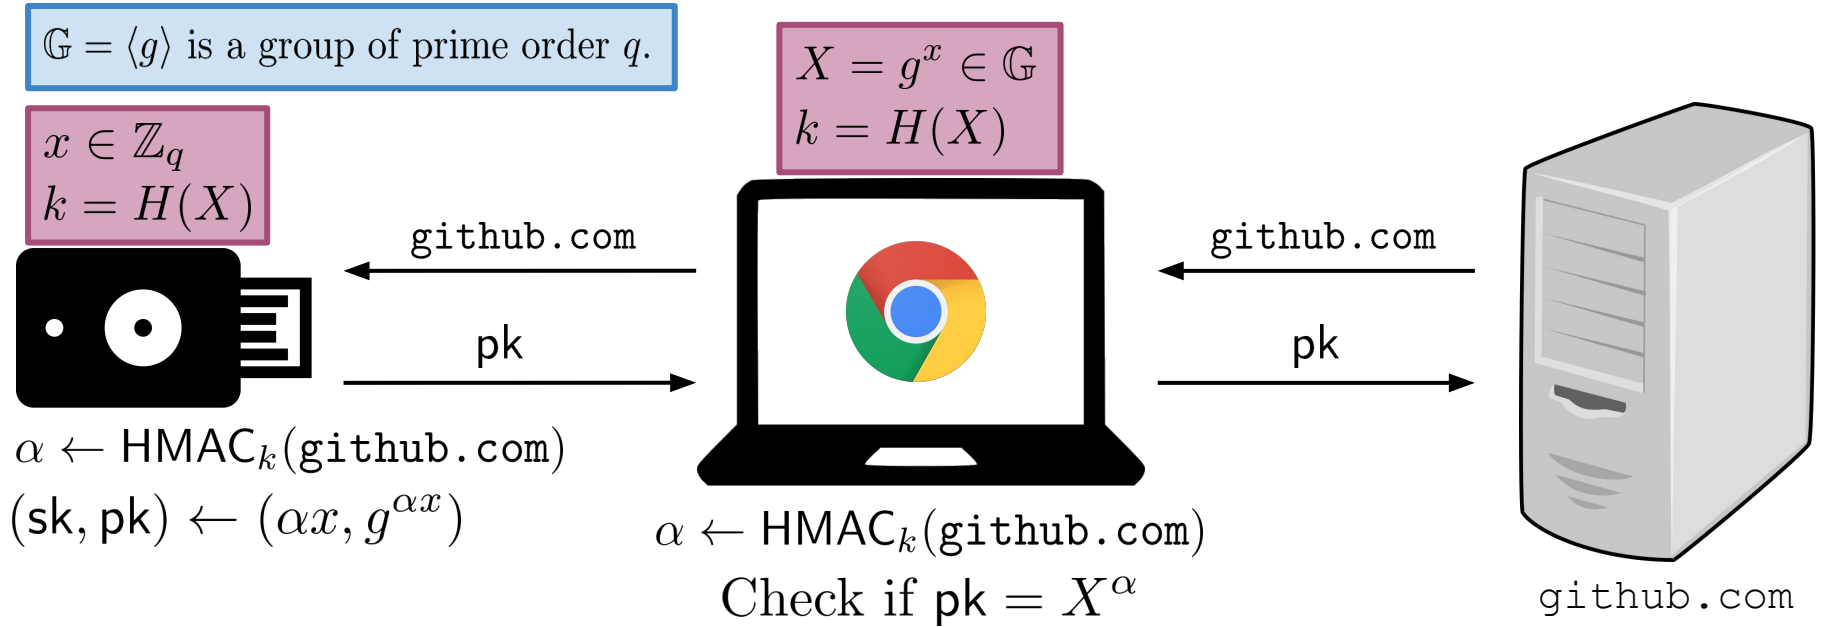 𝔾 = ⟨g⟩ is a group of prime order q.
x ∈ ℤ_q
k = H(X)
X = g^x ∈ 𝔾
k = H(X)
github.com
pk
github.com
pk
α ← HMAC_k(github.com)
(sk, pk) ← (αx, g^{αx})
α ← HMAC_k(github.com)
Check if pk = X^α
github.com